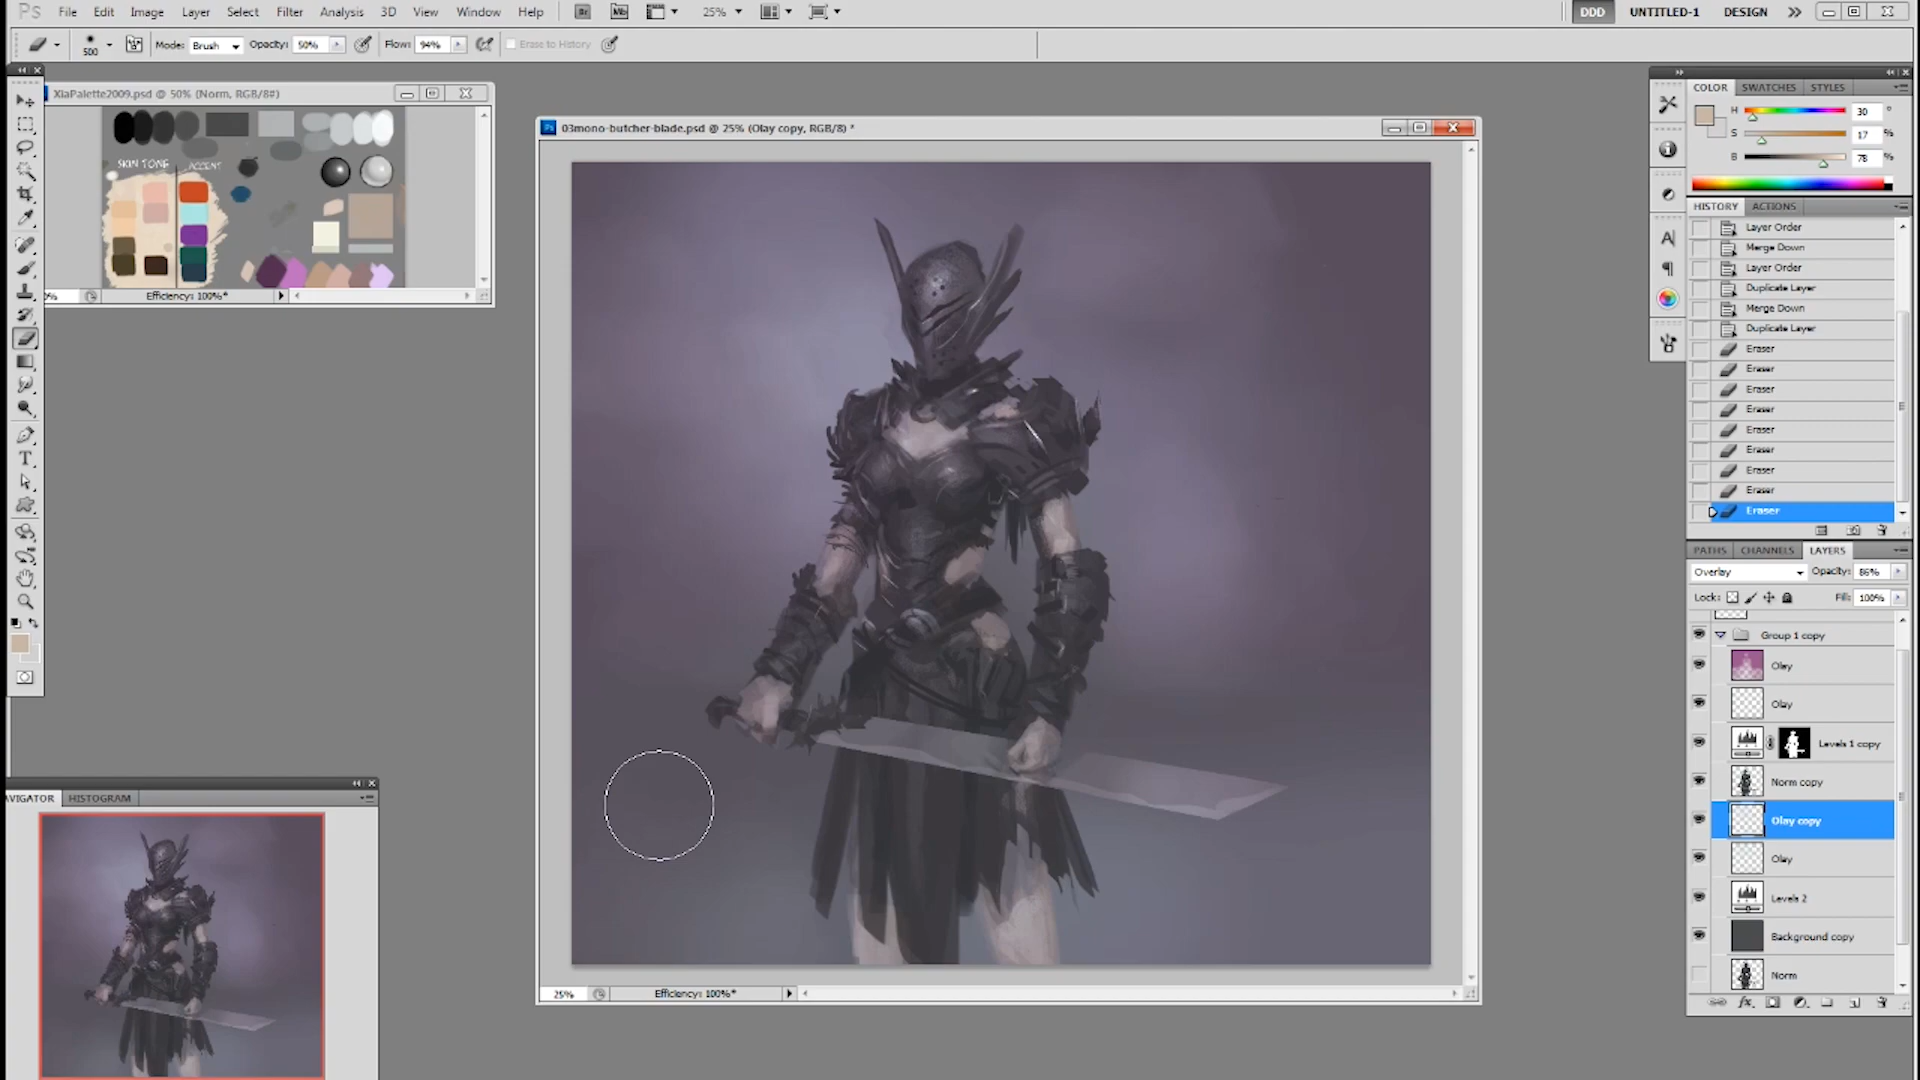 Ps File Edit Image Layer Select Filter Analysis 3D View Window Help Br Mb 25% DDD UNTITLED-1 DESIGN
500 Mode: Brush Opacity: 50% Flow: 94% Erase to History
XiaPalette2009.psd @ 50% (Norm, RGB/8#)
SKIN TONE ACCENT
Efficiency: 100%*
03mono-butcher-blade.psd @ 25% (Olay copy, RGB/8) *
25% Efficiency: 100%*
NAVIGATOR HISTOGRAM
COLOR SWATCHES STYLES
H 30 °
S 17 %
B 78 %
HISTORY ACTIONS
Layer Order
Merge Down
Layer Order
Duplicate Layer
Merge Down
Duplicate Layer
Eraser
Eraser
Eraser
Eraser
Eraser
Eraser
Eraser
Eraser
Eraser
PATHS CHANNELS LAYERS
Overlay Opacity: 86%
Lock: Fill: 100%
Group 1 copy
Olay
Olay
Levels 1 copy
Norm copy
Olay copy
Olay
Levels 2
Background copy
Norm